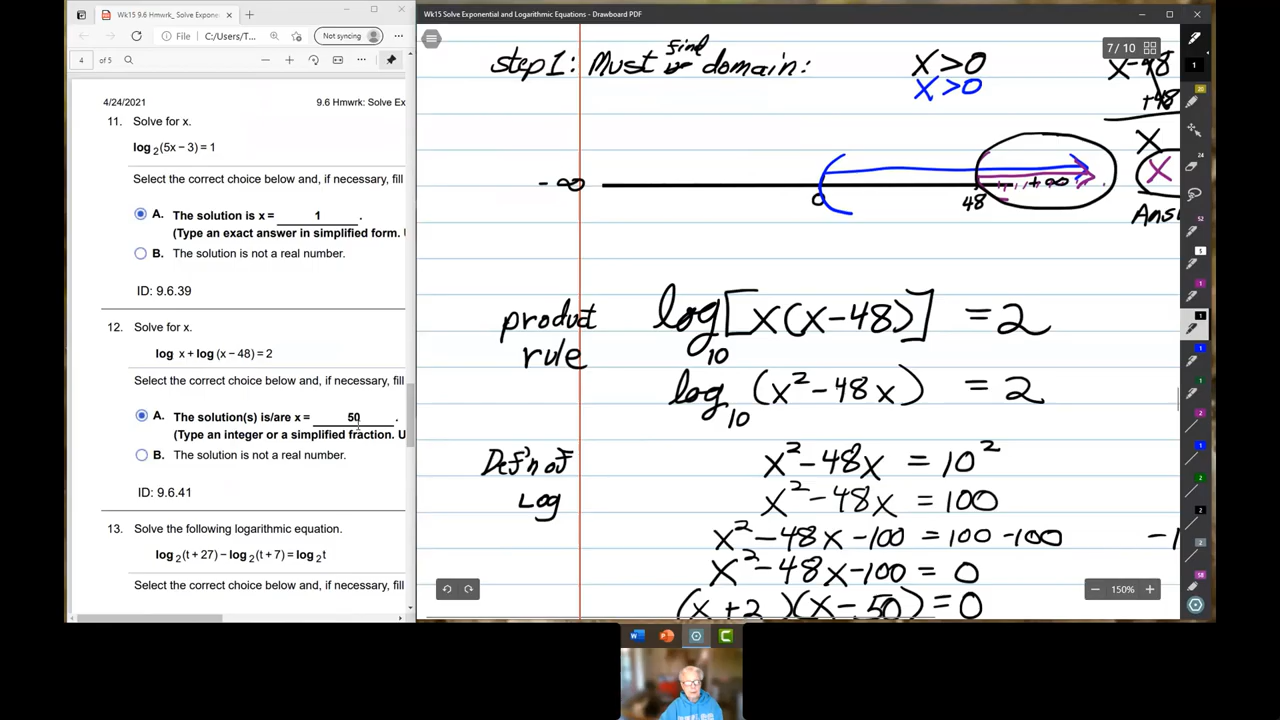 Wk15 9.6 Hmwrk_ Solve Expone
File
C:/Users/T...
Not syncing
4 of 5
4/24/2021
9.6 Hmwrk: Solve Ex
11. Solve for x.
log 2(5x − 3) = 1
Select the correct choice below and, if necessary, fill
A. The solution is x = 1 .
(Type an exact answer in simplified form. U
B. The solution is not a real number.
ID: 9.6.39
12. Solve for x.
log x + log (x − 48) = 2
Select the correct choice below and, if necessary, fill
A. The solution(s) is/are x = 50 .
(Type an integer or a simplified fraction. U
B. The solution is not a real number.
ID: 9.6.41
13. Solve the following logarithmic equation.
log 2(t + 27) − log 2(t + 7) = log 2t
Select the correct choice below and, if necessary, fill
Wk15 Solve Exponential and Logarithmic Equations - Drawboard PDF
7 / 10
step1: Must find domain:
x>0
x>0
x-48
+48
x
x
-∞
0
48
+∞
Ans
product rule
log10[x(x-48)] = 2
log10(x²-48x) = 2
Def'n of Log
x²-48x = 10²
x²-48x = 100
x²-48x-100 = 100-100
x²-48x-100 = 0
(x+2)(x-50)=0
150%